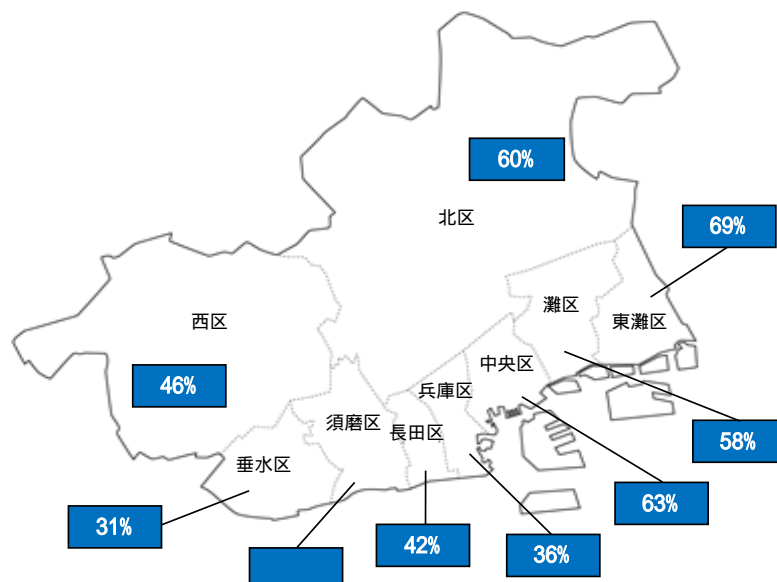 60%
北区
69%
灘区
東灘区
西区
中央区
兵庫区
46%
須磨区
長田区
58%
垂水区
63%
31%
42%
36%